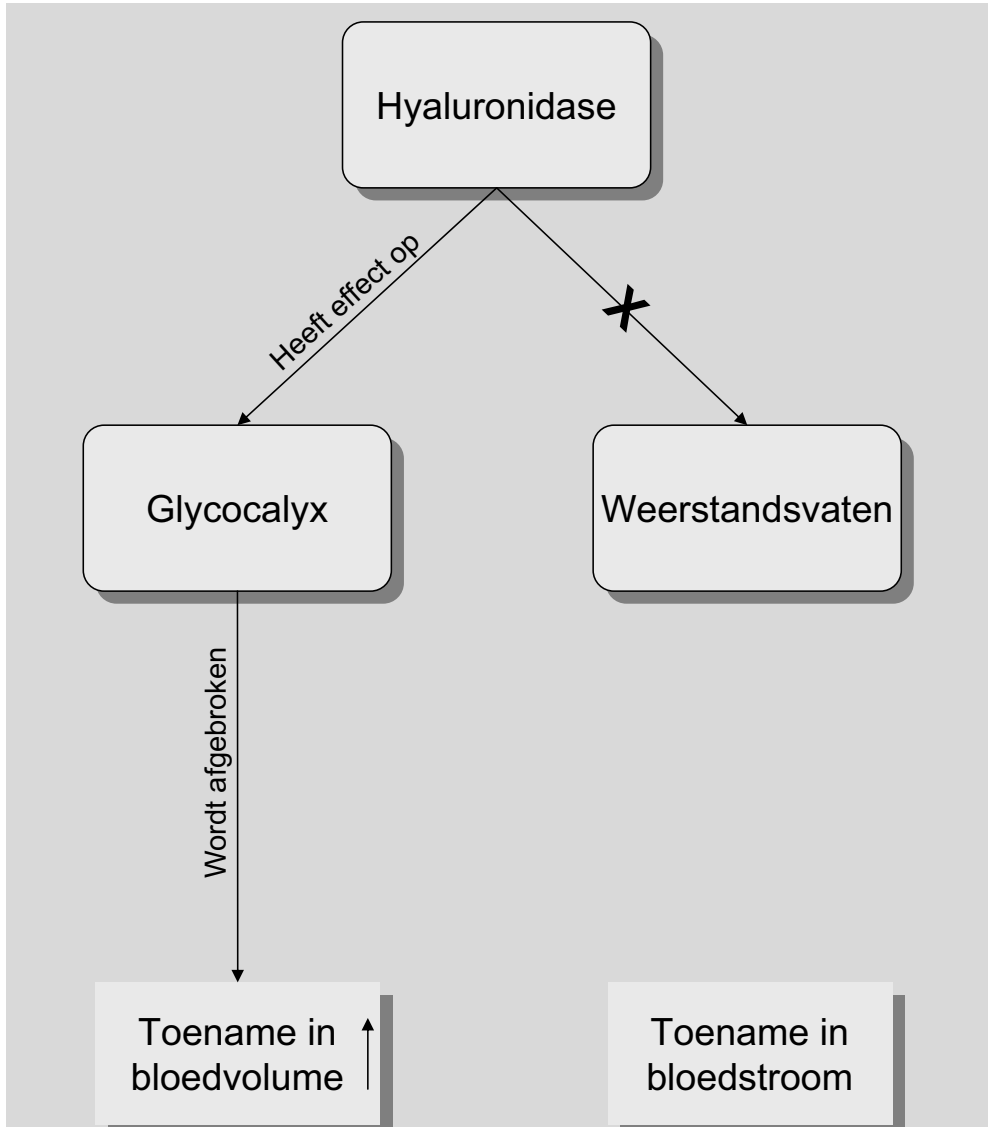 Hyaluronidase
Heeft effect op
X
Glycocalyx
Weerstandsvaten
Wordt afgebroken
Toename in
bloedvolume
Toename in
bloedstroom